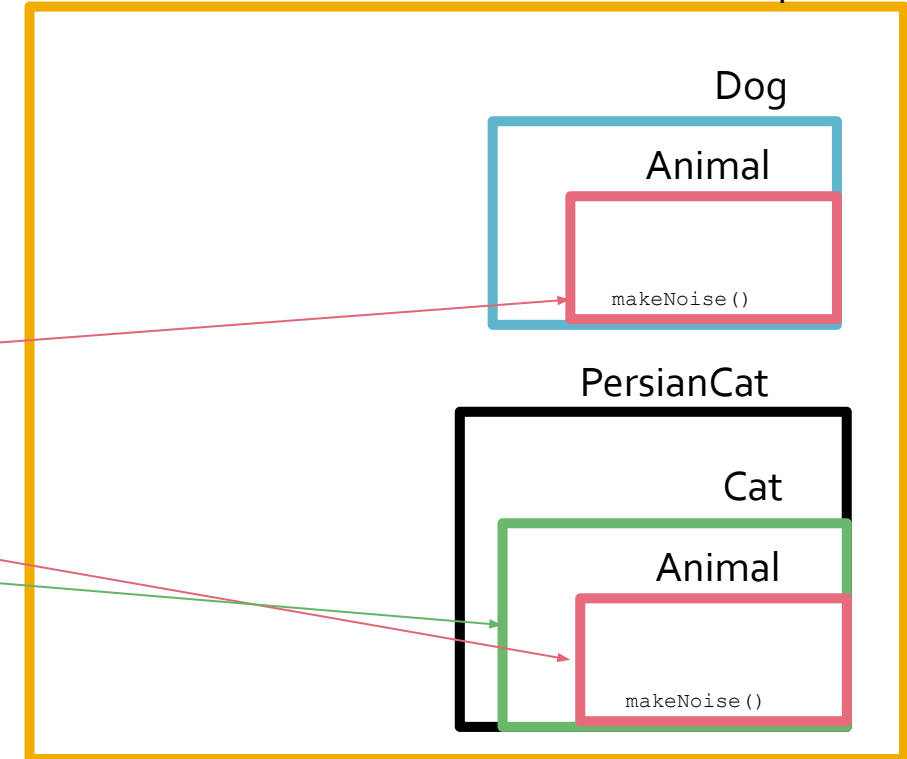 Dog
Animal
makeNoise()
PersianCat
Cat
Animal
makeNoise()